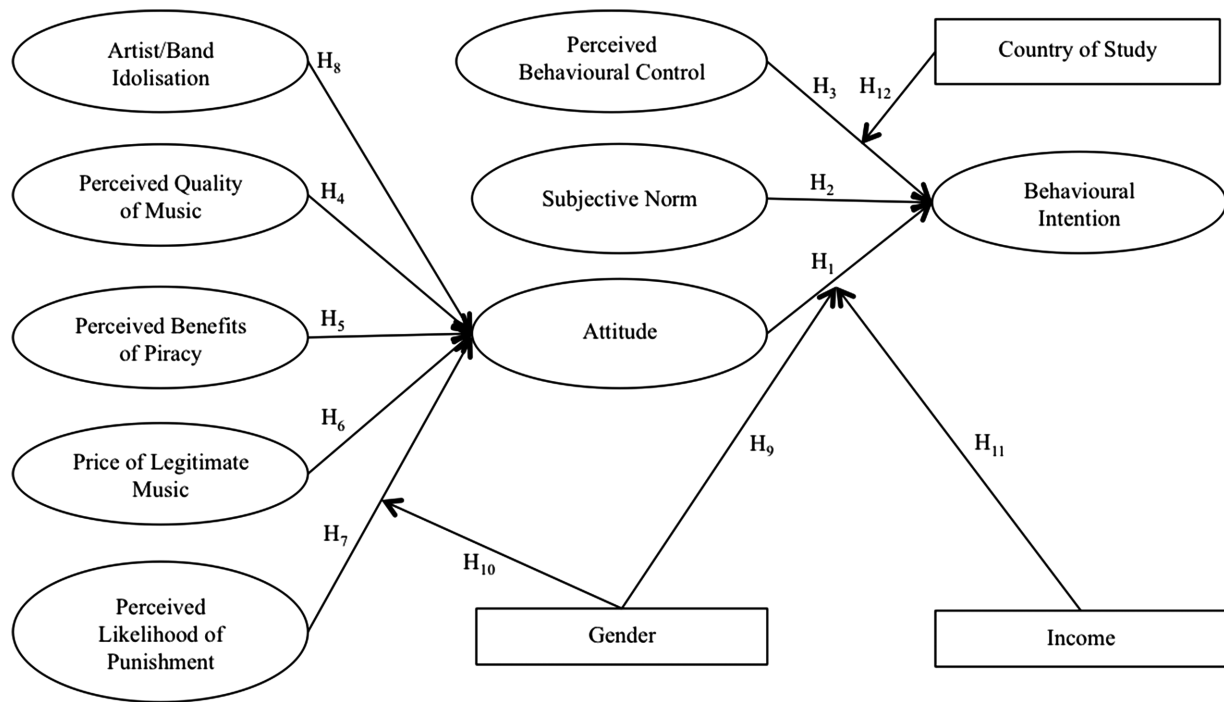 Artist/Band
Idolisation
H8
Perceived
Behavioural Control
Country of Study
H3
H12
Perceived Quality
of Music
H4
Subjective Norm
H2
Behavioural
Intention
H1
Perceived Benefits
of Piracy
H5
Attitude
Price of Legitimate
Music
H6
H9
H11
H7
H10
Perceived
Likelihood of
Punishment
Gender
Income